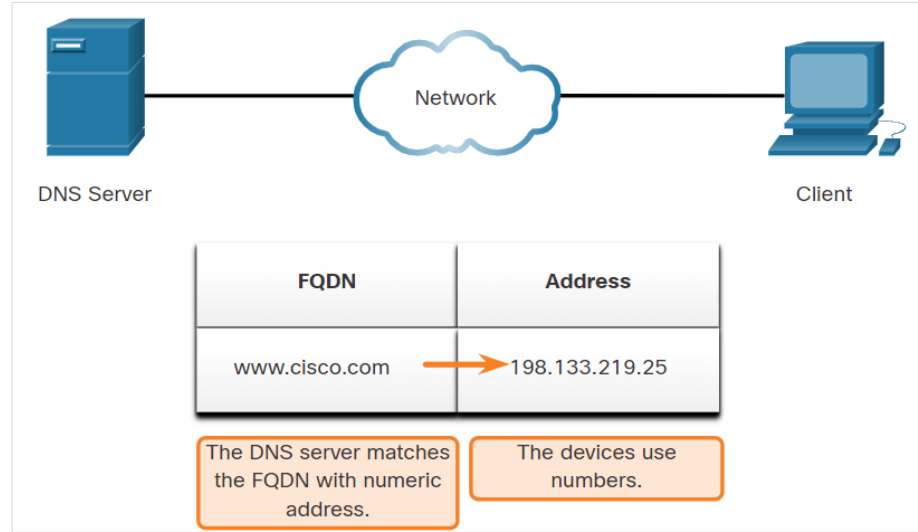 Network
DNS Server
Client
FQDN
Address
www.cisco.com
198.133.219.25
The DNS server matches
the FQDN with numeric
address.
The devices use
numbers.